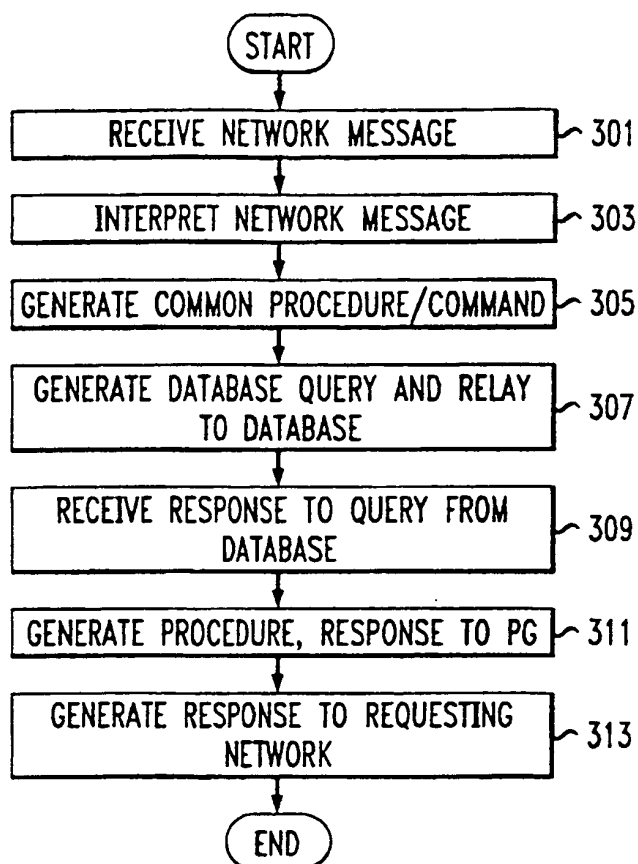 START
RECEIVE NETWORK MESSAGE 301
INTERPRET NETWORK MESSAGE 303
GENERATE COMMON PROCEDURE/COMMAND 305
GENERATE DATABASE QUERY AND RELAY
TO DATABASE
307
RECEIVE RESPONSE TO QUERY FROM
DATABASE
309
GENERATE PROCEDURE, RESPONSE TO PG 311
GENERATE RESPONSE TO REQUESTING
NETWORK
313
END